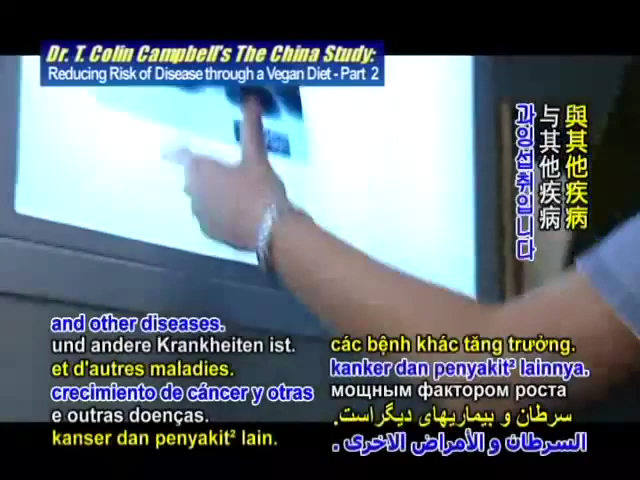 Dr. T. Colin Campbell's The China Study:
Reducing Risk of Disease through a Vegan Diet - Part 2
與其他疾病
与其他疾病
과잉섭취입니다
and other diseases.
und andere Krankheiten ist.
et d'autres maladies.
crecimiento de cáncer y otras
e outras doenças.
kanser dan penyakit² lain.
các bệnh khác tăng trưởng.
kanker dan penyakit² lainnya.
мощным фактором роста
سرطان و بیماریهای دیگراست.
السرطان و الأمراض الاخرى .